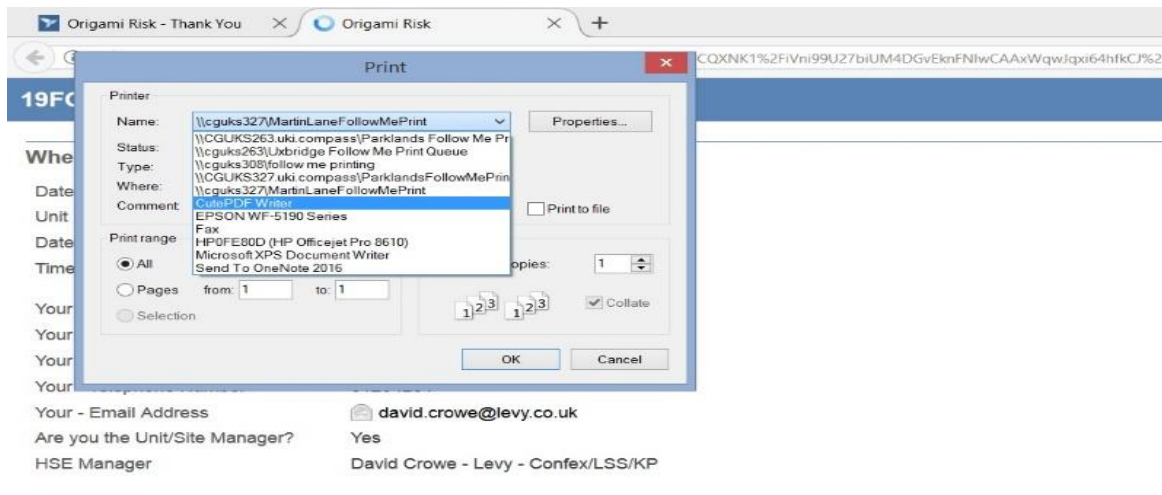 Origami Risk - Thank You
Origami Risk
Print
19FC
Printer
Name: \\cguks327\MartinLaneFollowMePrint Properties...
\\CGUKS263.uki.compass\Parklands Follow Me Pr
Status: \\cguks263\Uxbridge Follow Me Print Queue
Type: \\cguks308\follow me printing
\\CGUKS327.uki.compass\ParklandsFollowMePrin
Where: \\cguks327\MartinLaneFollowMePrint
Comment: CutePDF Writer Print to file
EPSON WF-5190 Series
Fax
Print range HP0FE80D (HP Officejet Pro 8610)
Microsoft XPS Document Writer
All Send To OneNote 2016 opies: 1
Pages from: 1 to: 1
1 2 3 1 2 3 Collate
Selection
OK Cancel
Whe
Date
Unit
Date
Time
Your
Your
Your
Your
Your - Email Address david.crowe@levy.co.uk
Are you the Unit/Site Manager? Yes
HSE Manager David Crowe - Levy - Confex/LSS/KP